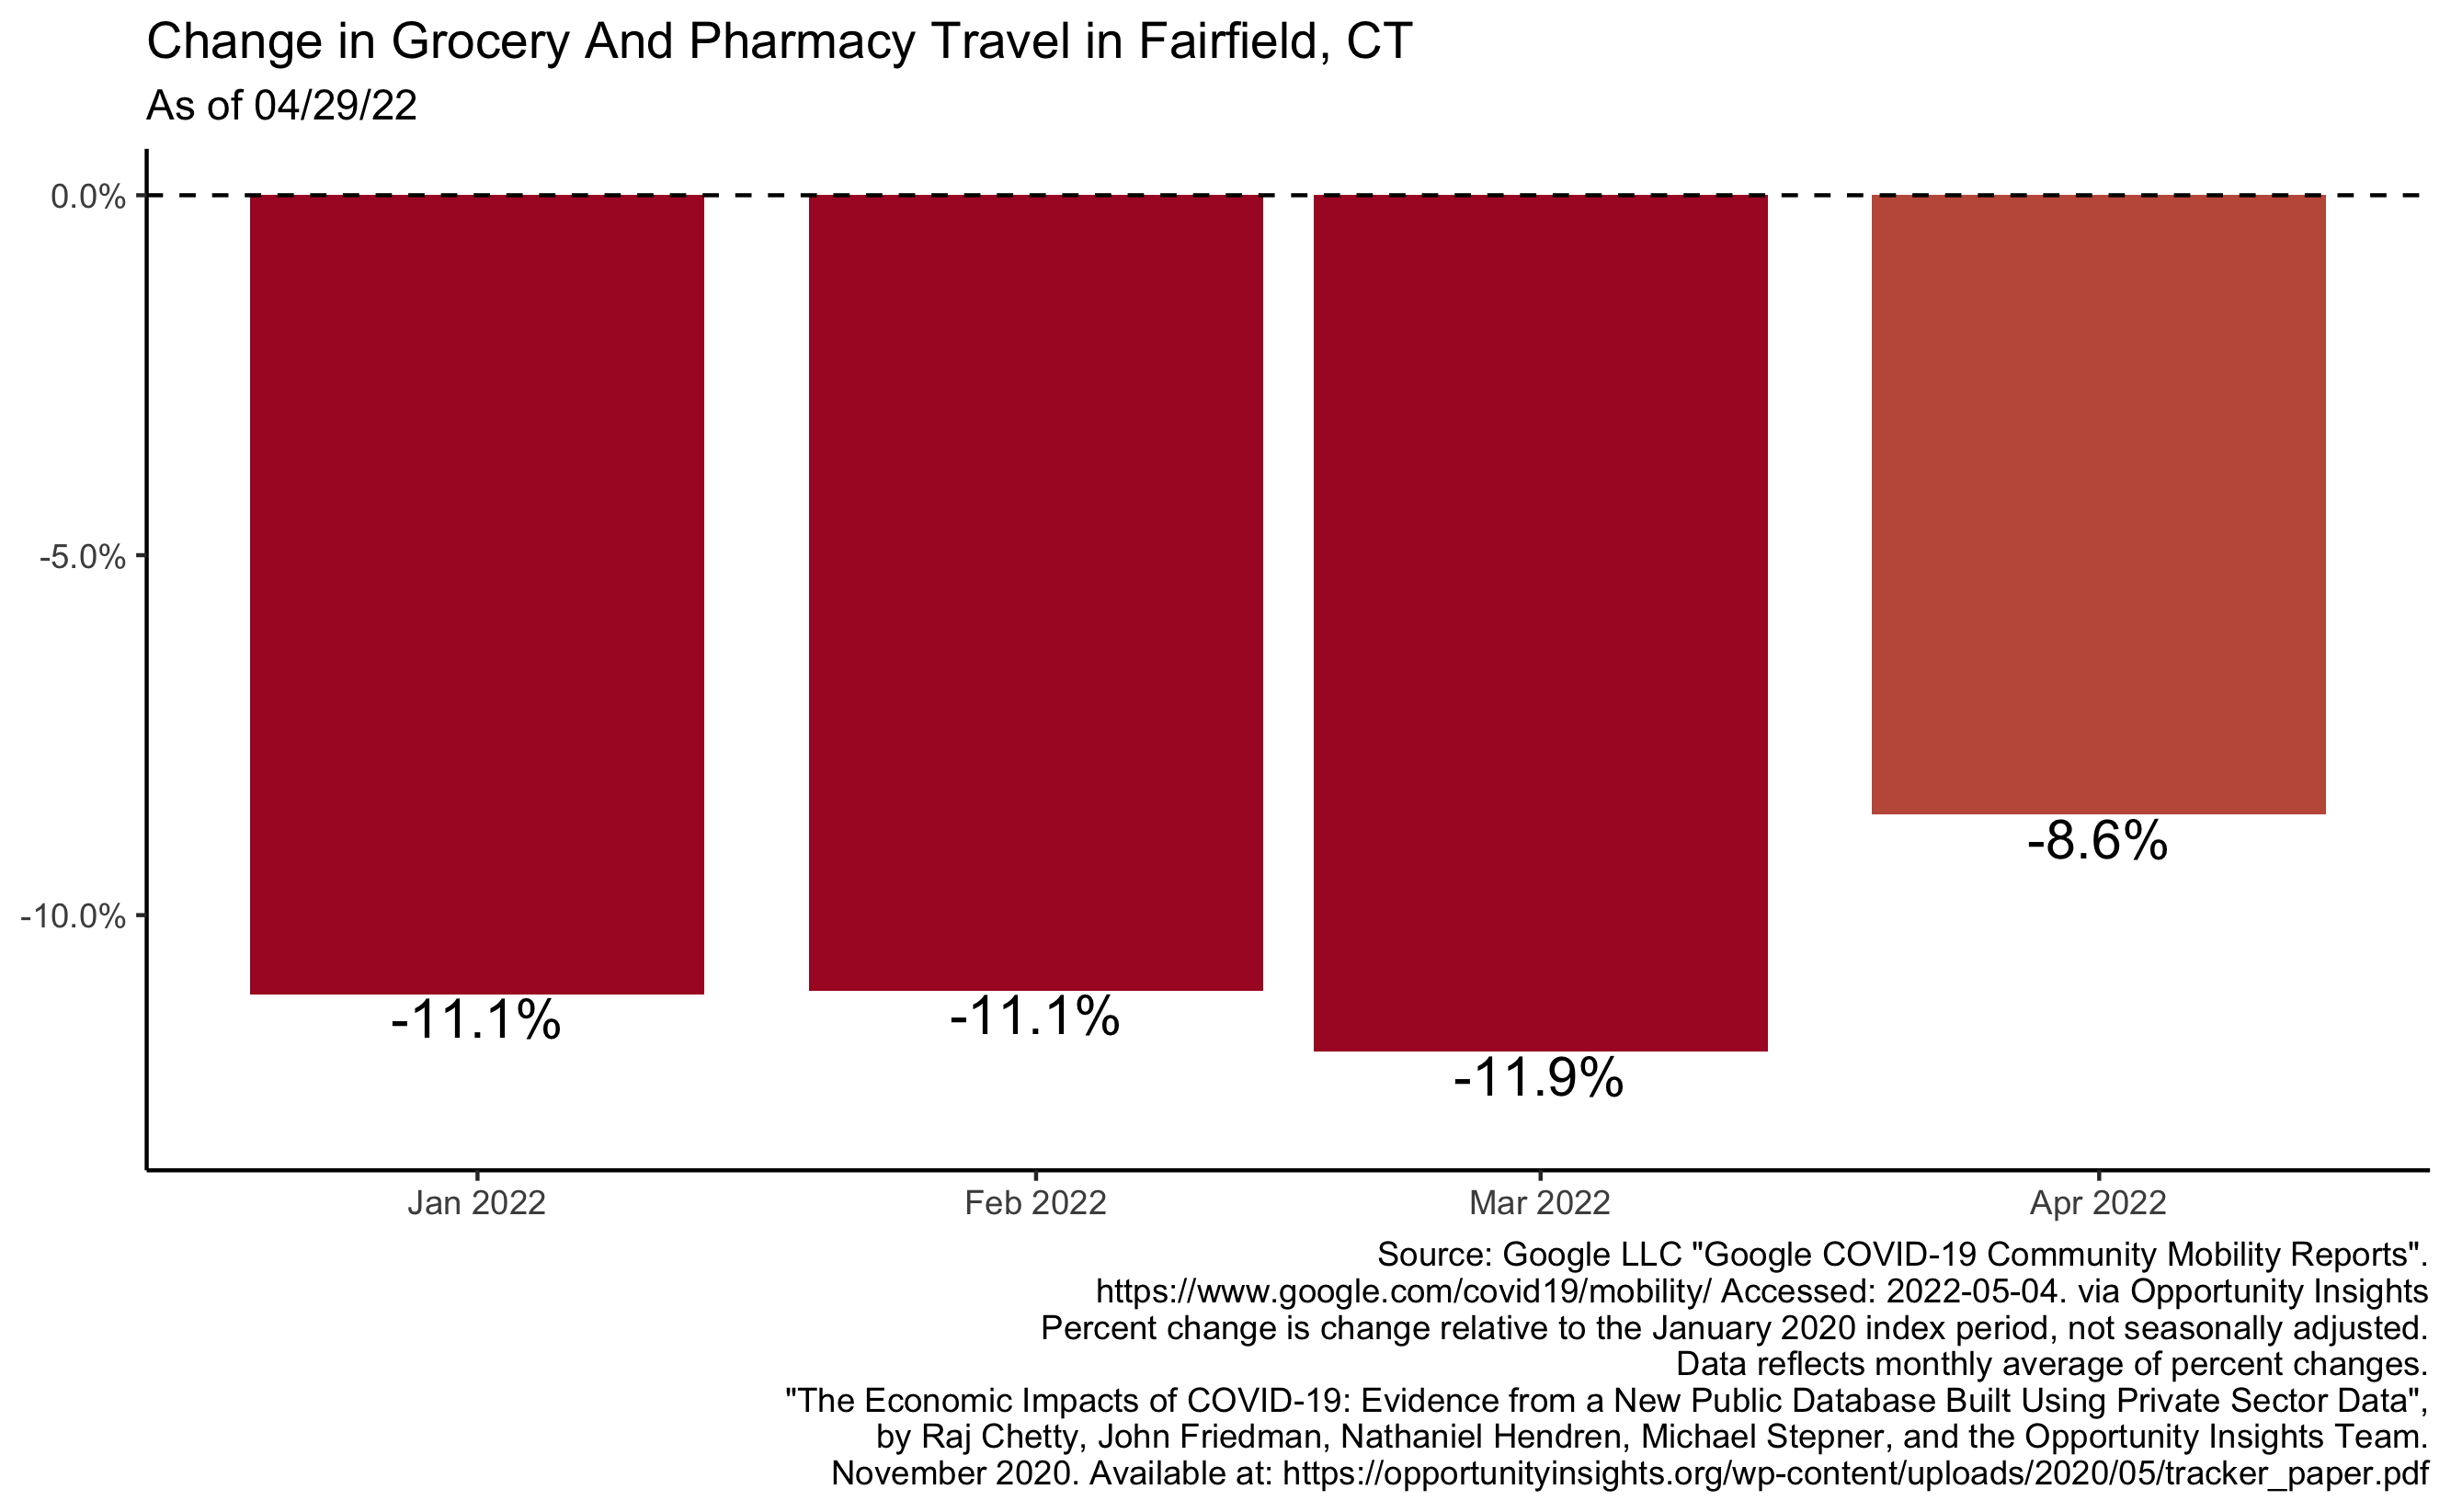 Change in Grocery And Pharmacy Travel in Fairfield, CT
As of 04/29/22
0.0%
-5.0%
-10.0%
-11.1%
-11.1%
-11.9%
-8.6%
Jan 2022
Feb 2022
Mar 2022
Apr 2022
Source: Google LLC "Google COVID-19 Community Mobility Reports".
https://www.google.com/covid19/mobility/ Accessed: 2022-05-04. via Opportunity Insights
Percent change is change relative to the January 2020 index period, not seasonally adjusted.
Data reflects monthly average of percent changes.
"The Economic Impacts of COVID-19: Evidence from a New Public Database Built Using Private Sector Data",
by Raj Chetty, John Friedman, Nathaniel Hendren, Michael Stepner, and the Opportunity Insights Team.
November 2020. Available at: https://opportunityinsights.org/wp-content/uploads/2020/05/tracker_paper.pdf